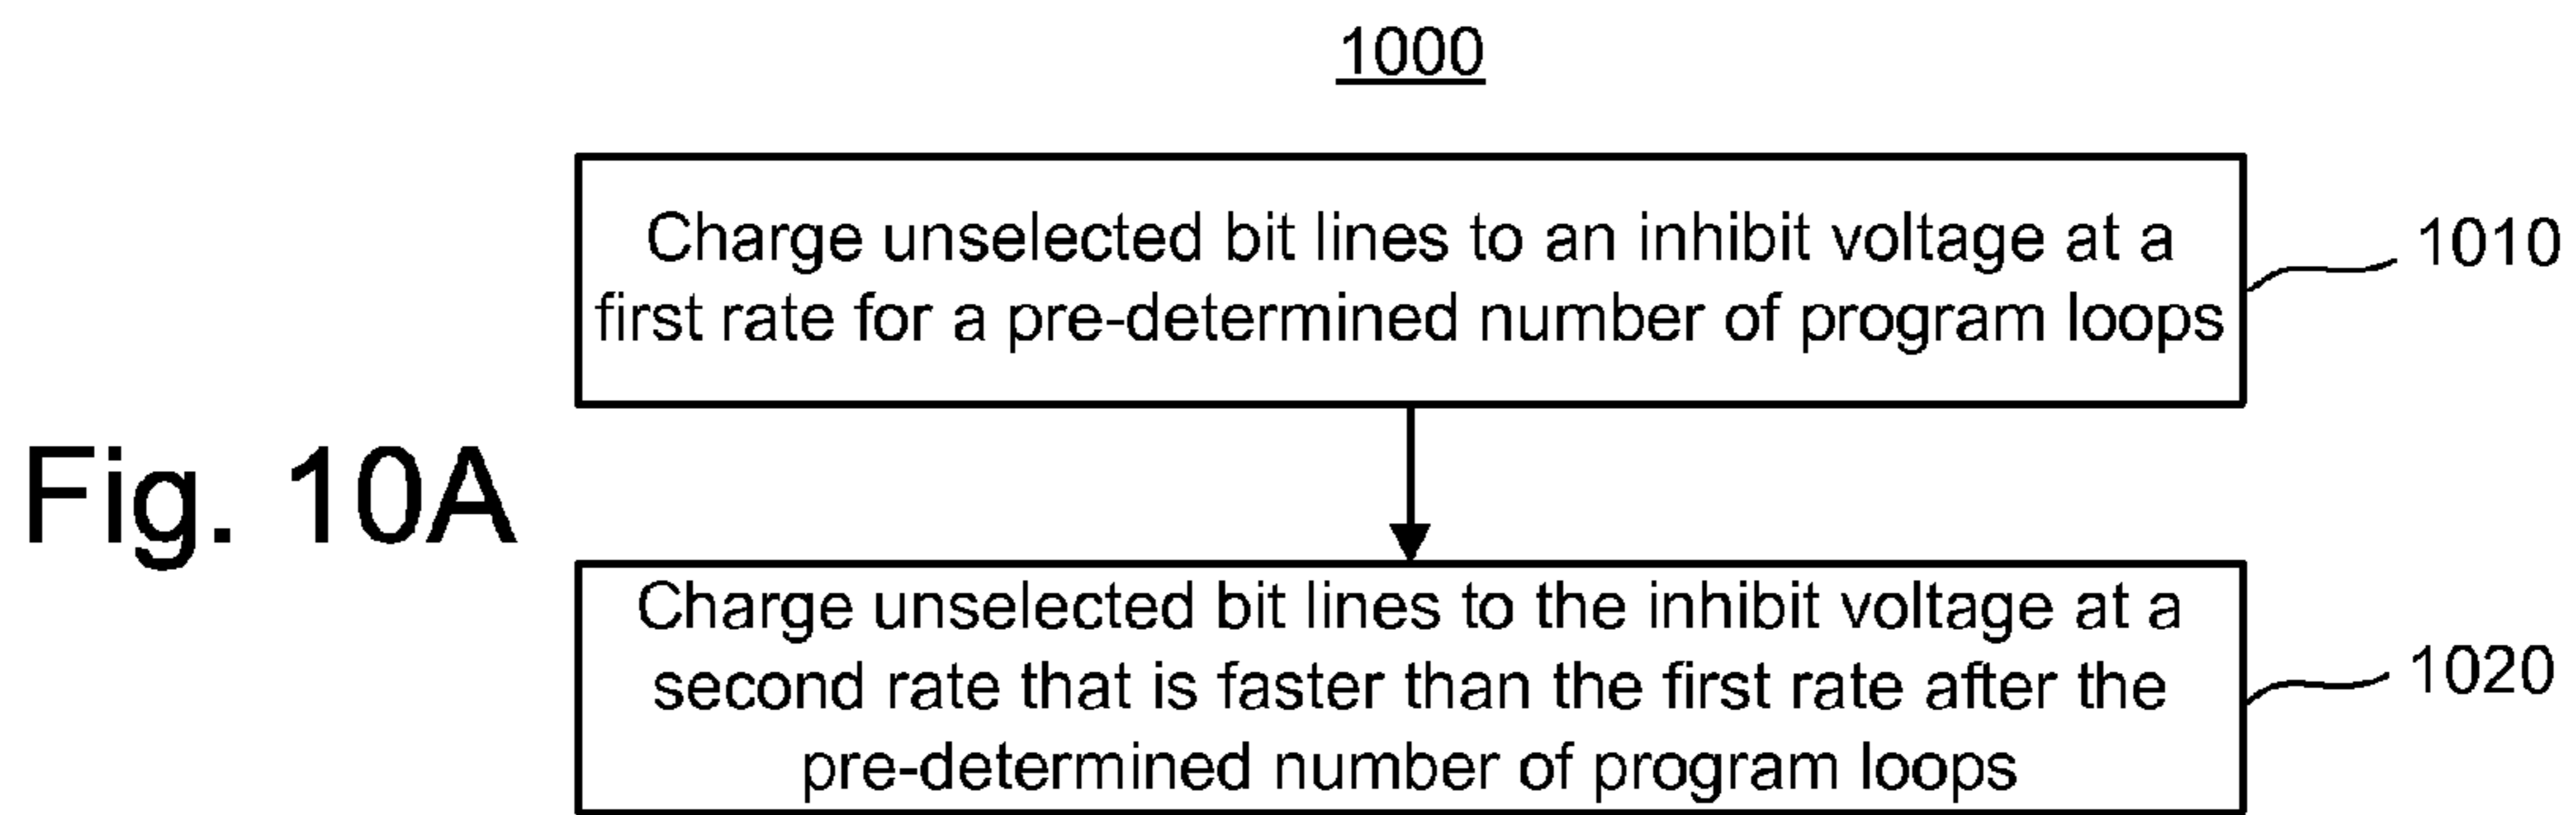 1000
Charge unselected bit lines to an inhibit voltage at a
first rate for a pre-determined number of program loops
1010
Fig. 10A
Charge unselected bit lines to the inhibit voltage at a
second rate that is faster than the first rate after the
pre-determined number of program loops
1020